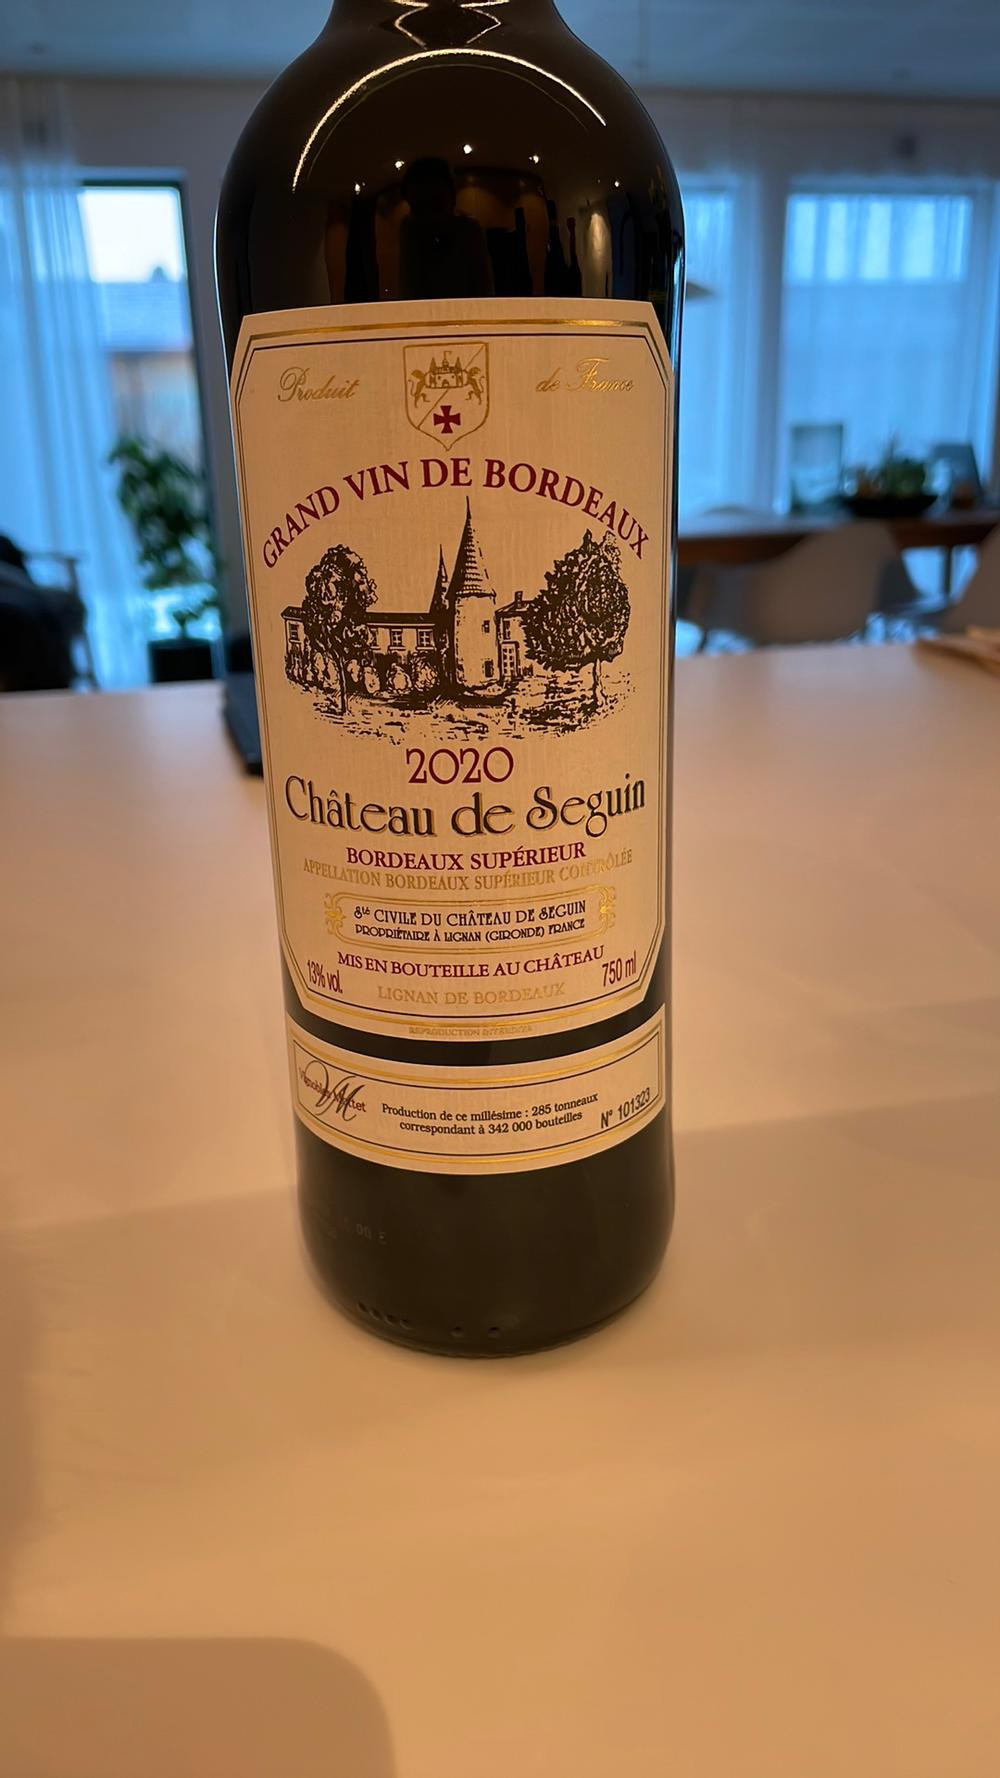 Produit de France
GRAND VIN DE BORDEAUX
2020
Château de Seguin
BORDEAUX SUPÉRIEUR
APPELLATION BORDEAUX SUPÉRIEUR CONTRÔLÉE
Sté CIVILE DU CHÂTEAU DE SEGUIN
PROPRIÉTAIRE À LIGNAN (GIRONDE) FRANCE
MIS EN BOUTEILLE AU CHÂTEAU
13% vol.
750 ml
LIGNAN DE BORDEAUX
REPRODUCTION INTERDITE
VM
Production de ce millésime : 285 tonneaux
correspondant à 342 000 bouteilles
N° 101323